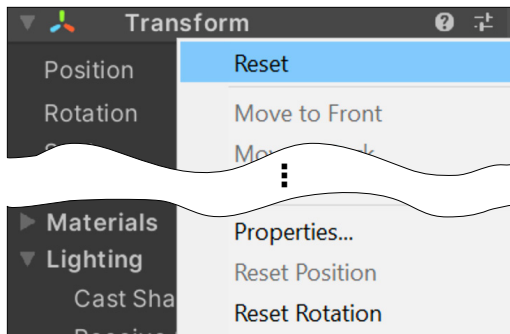 Transform
Position
Reset
Rotation
Move to Front
Materials
Properties...
Lighting
Reset Position
Cast Sha
Reset Rotation